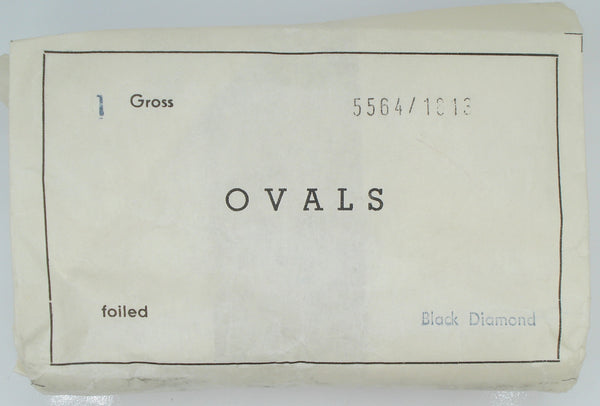 1 Gross 5564/1013
OVALS
foiled Black Diamond